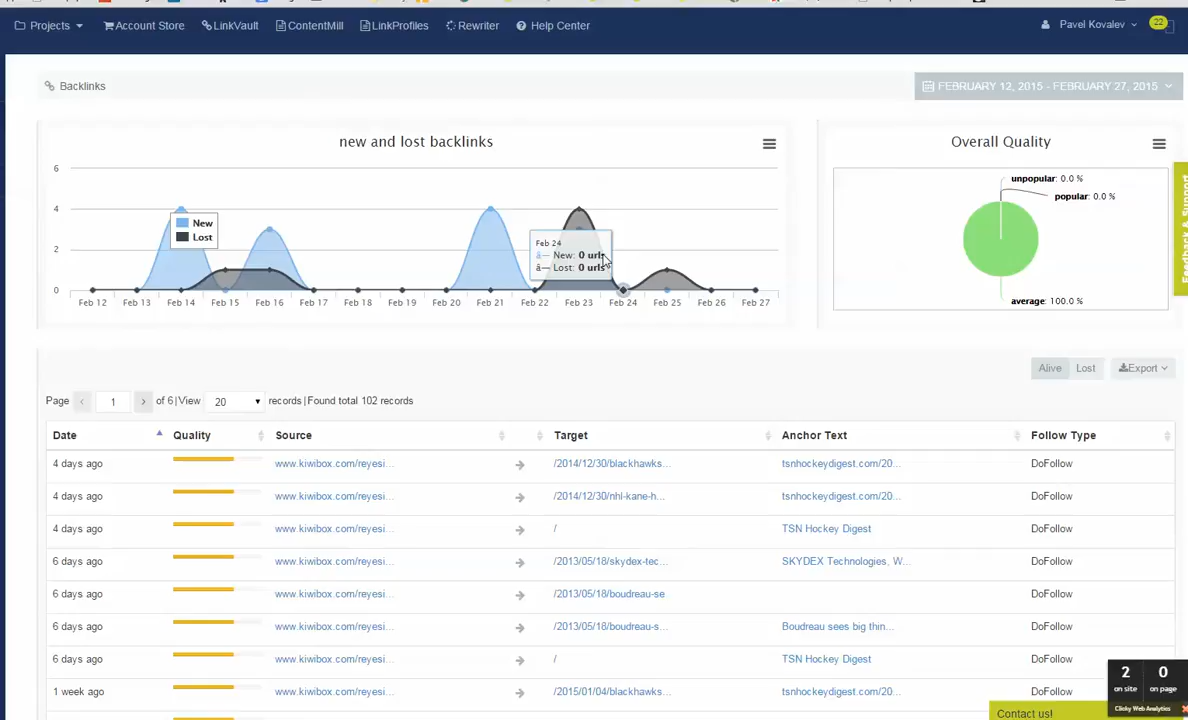 Projects Account Store LinkVault ContentMill LinkProfiles Rewriter Help Center Pavel Kovalev 22
Backlinks FEBRUARY 12, 2015 - FEBRUARY 27, 2015
new and lost backlinks
6
4
2
0
New
Lost
Feb 24
â— New: 0 urls
â— Lost: 0 urls
Feb 12 Feb 13 Feb 14 Feb 15 Feb 16 Feb 17 Feb 18 Feb 19 Feb 20 Feb 21 Feb 22 Feb 23 Feb 24 Feb 25 Feb 26 Feb 27
Overall Quality
unpopular: 0.0 %
popular: 0.0 %
average: 100.0 %
Feedback & Support
Alive Lost Export
Page 1 of 6 | View 20 records | Found total 102 records
Date Quality Source Target Anchor Text Follow Type
4 days ago www.kiwibox.com/reyesi... /2014/12/30/blackhawks... tsnhockeydigest.com/20... DoFollow
4 days ago www.kiwibox.com/reyesi... /2014/12/30/nhl-kane-h... tsnhockeydigest.com/20... DoFollow
4 days ago www.kiwibox.com/reyesi... / TSN Hockey Digest DoFollow
6 days ago www.kiwibox.com/reyesi... /2013/05/18/skydex-tec... SKYDEX Technologies, W... DoFollow
6 days ago www.kiwibox.com/reyesi... /2013/05/18/boudreau-se DoFollow
6 days ago www.kiwibox.com/reyesi... /2013/05/18/boudreau-s... Boudreau sees big thin... DoFollow
6 days ago www.kiwibox.com/reyesi... / TSN Hockey Digest DoFollow
1 week ago www.kiwibox.com/reyesi... /2015/01/04/blackhawks... tsnhockeydigest.com/20... DoFollow
2 0
on site on page
Clicky Web Analytics
Contact us!